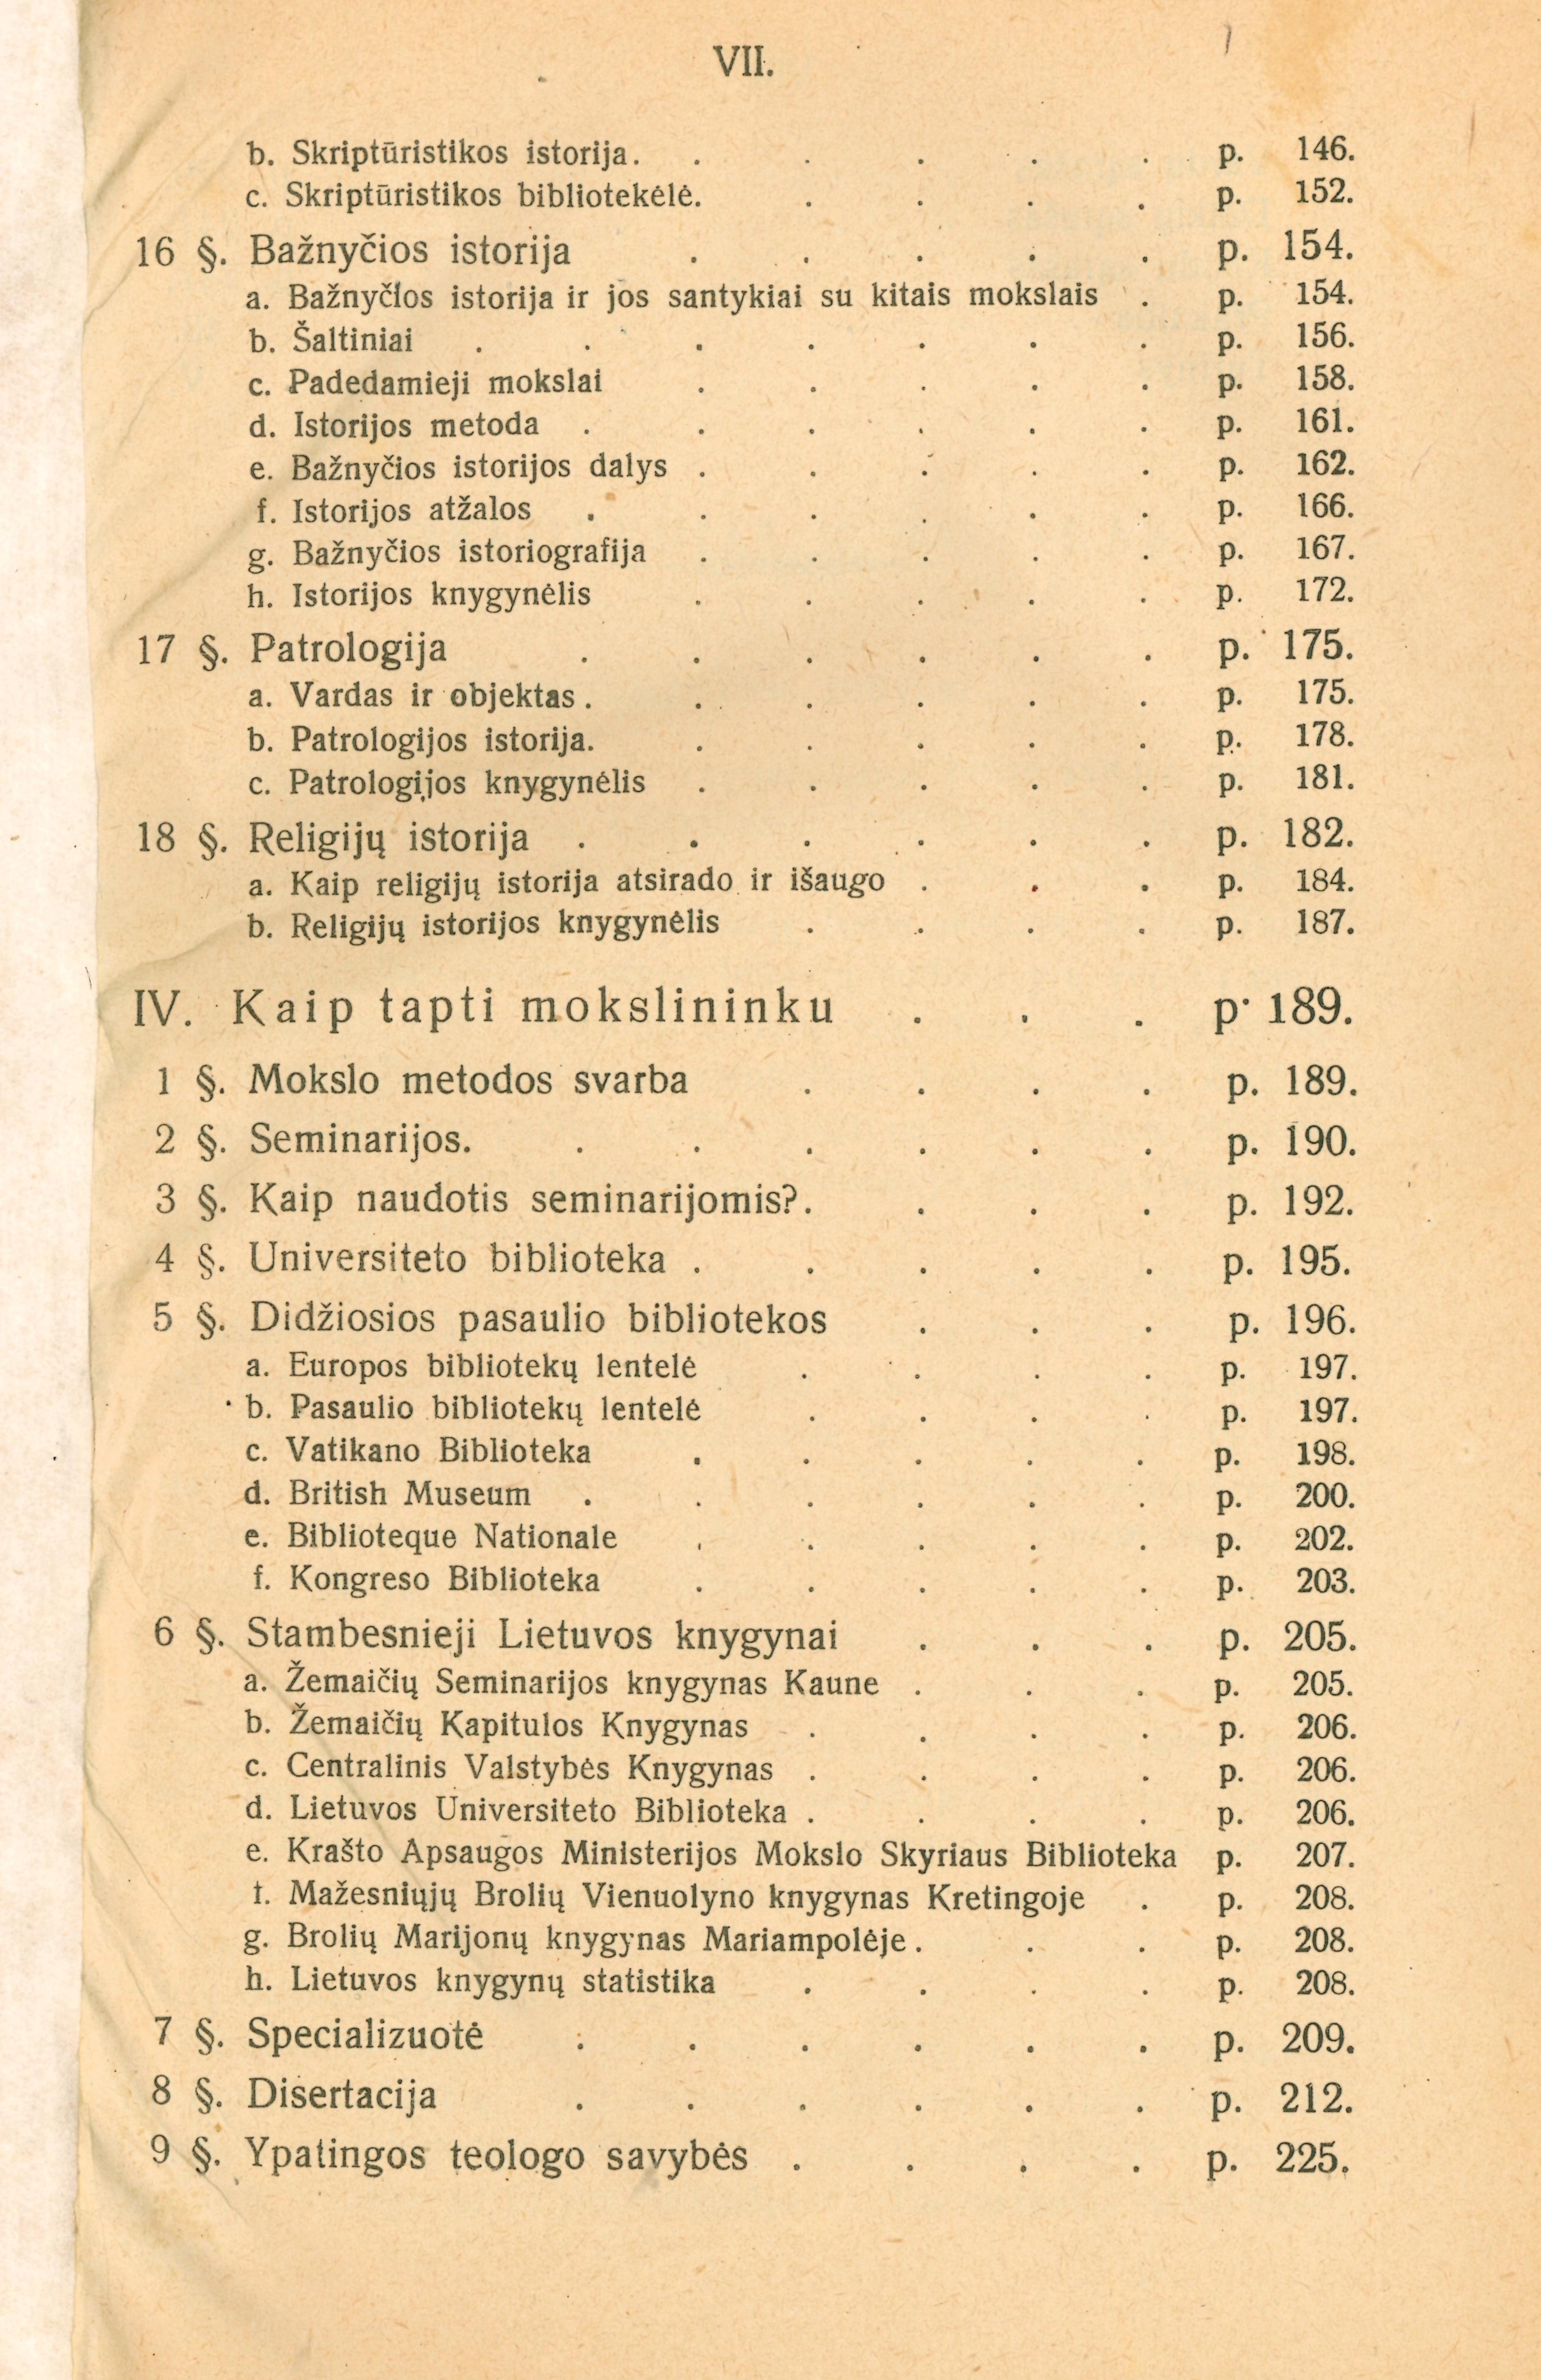 VII.
b. Skriptūristikos istorija. . . . . . p. 146.
c. Skriptūristikos bibliotekėlė. . . . . p. 152.
16 §. Bažnyčios istorija . . . . . p. 154.
a. Bažnyčios istorija ir jos santykiai su kitais mokslais . p. 154.
b. Šaltiniai . . . . . . . p. 156.
c. Padedamieji mokslai . . . . . p. 158.
d. Istorijos metoda . . . . . . p. 161.
e. Bažnyčios istorijos dalys . . . . . p. 162.
f. Istorijos atžalos . . . . . . p. 166.
g. Bažnyčios istoriografija . . . . . p. 167.
h. Istorijos knygynėlis . . . . . p. 172.
17 §. Patrologija . . . . . . p. 175.
a. Vardas ir objektas . . . . . . p. 175.
b. Patrologijos istorija. . . . . . p. 178.
c. Patrologijos knygynėlis . . . . . p. 181.
18 §. Religijų istorija . . . . . . p. 182.
a. Kaip religijų istorija atsirado ir išaugo . . . p. 184.
b. Religijų istorijos knygynėlis . . . . p. 187.
IV. Kaip tapti mokslininku . . . p. 189.
1 §. Mokslo metodos svarba . . . . p. 189.
2 §. Seminarijos. . . . . . . p. 190.
3 §. Kaip naudotis seminarijomis?. . . . p. 192.
4 §. Universiteto biblioteka . . . . . p. 195.
5 §. Didžiosios pasaulio bibliotekos . . . p. 196.
a. Europos bibliotekų lentelė . . . . p. 197.
b. Pasaulio bibliotekų lentelė . . . . p. 197.
c. Vatikano Biblioteka . . . . . p. 198.
d. British Museum . . . . . . p. 200.
e. Biblioteque Nationale . . . . . p. 202.
f. Kongreso Biblioteka . . . . . p. 203.
6 §. Stambesnieji Lietuvos knygynai . . . p. 205.
a. Žemaičių Seminarijos knygynas Kaune . . . p. 205.
b. Žemaičių Kapitulos Knygynas . . . . p. 206.
c. Centralinis Valstybės Knygynas . . . . p. 206.
d. Lietuvos Universiteto Biblioteka . . . . p. 206.
e. Krašto Apsaugos Ministerijos Mokslo Skyriaus Biblioteka p. 207.
f. Mažesniųjų Brolių Vienuolyno knygynas Kretingoje . p. 208.
g. Brolių Marijonų knygynas Mariampolėje . . . p. 208.
h. Lietuvos knygynų statistika . . . . p. 208.
7 §. Specializuotė . . . . . . p. 209.
8 §. Disertacija . . . . . . p. 212.
9 §. Ypatingos teologo savybės . . . . p. 225.